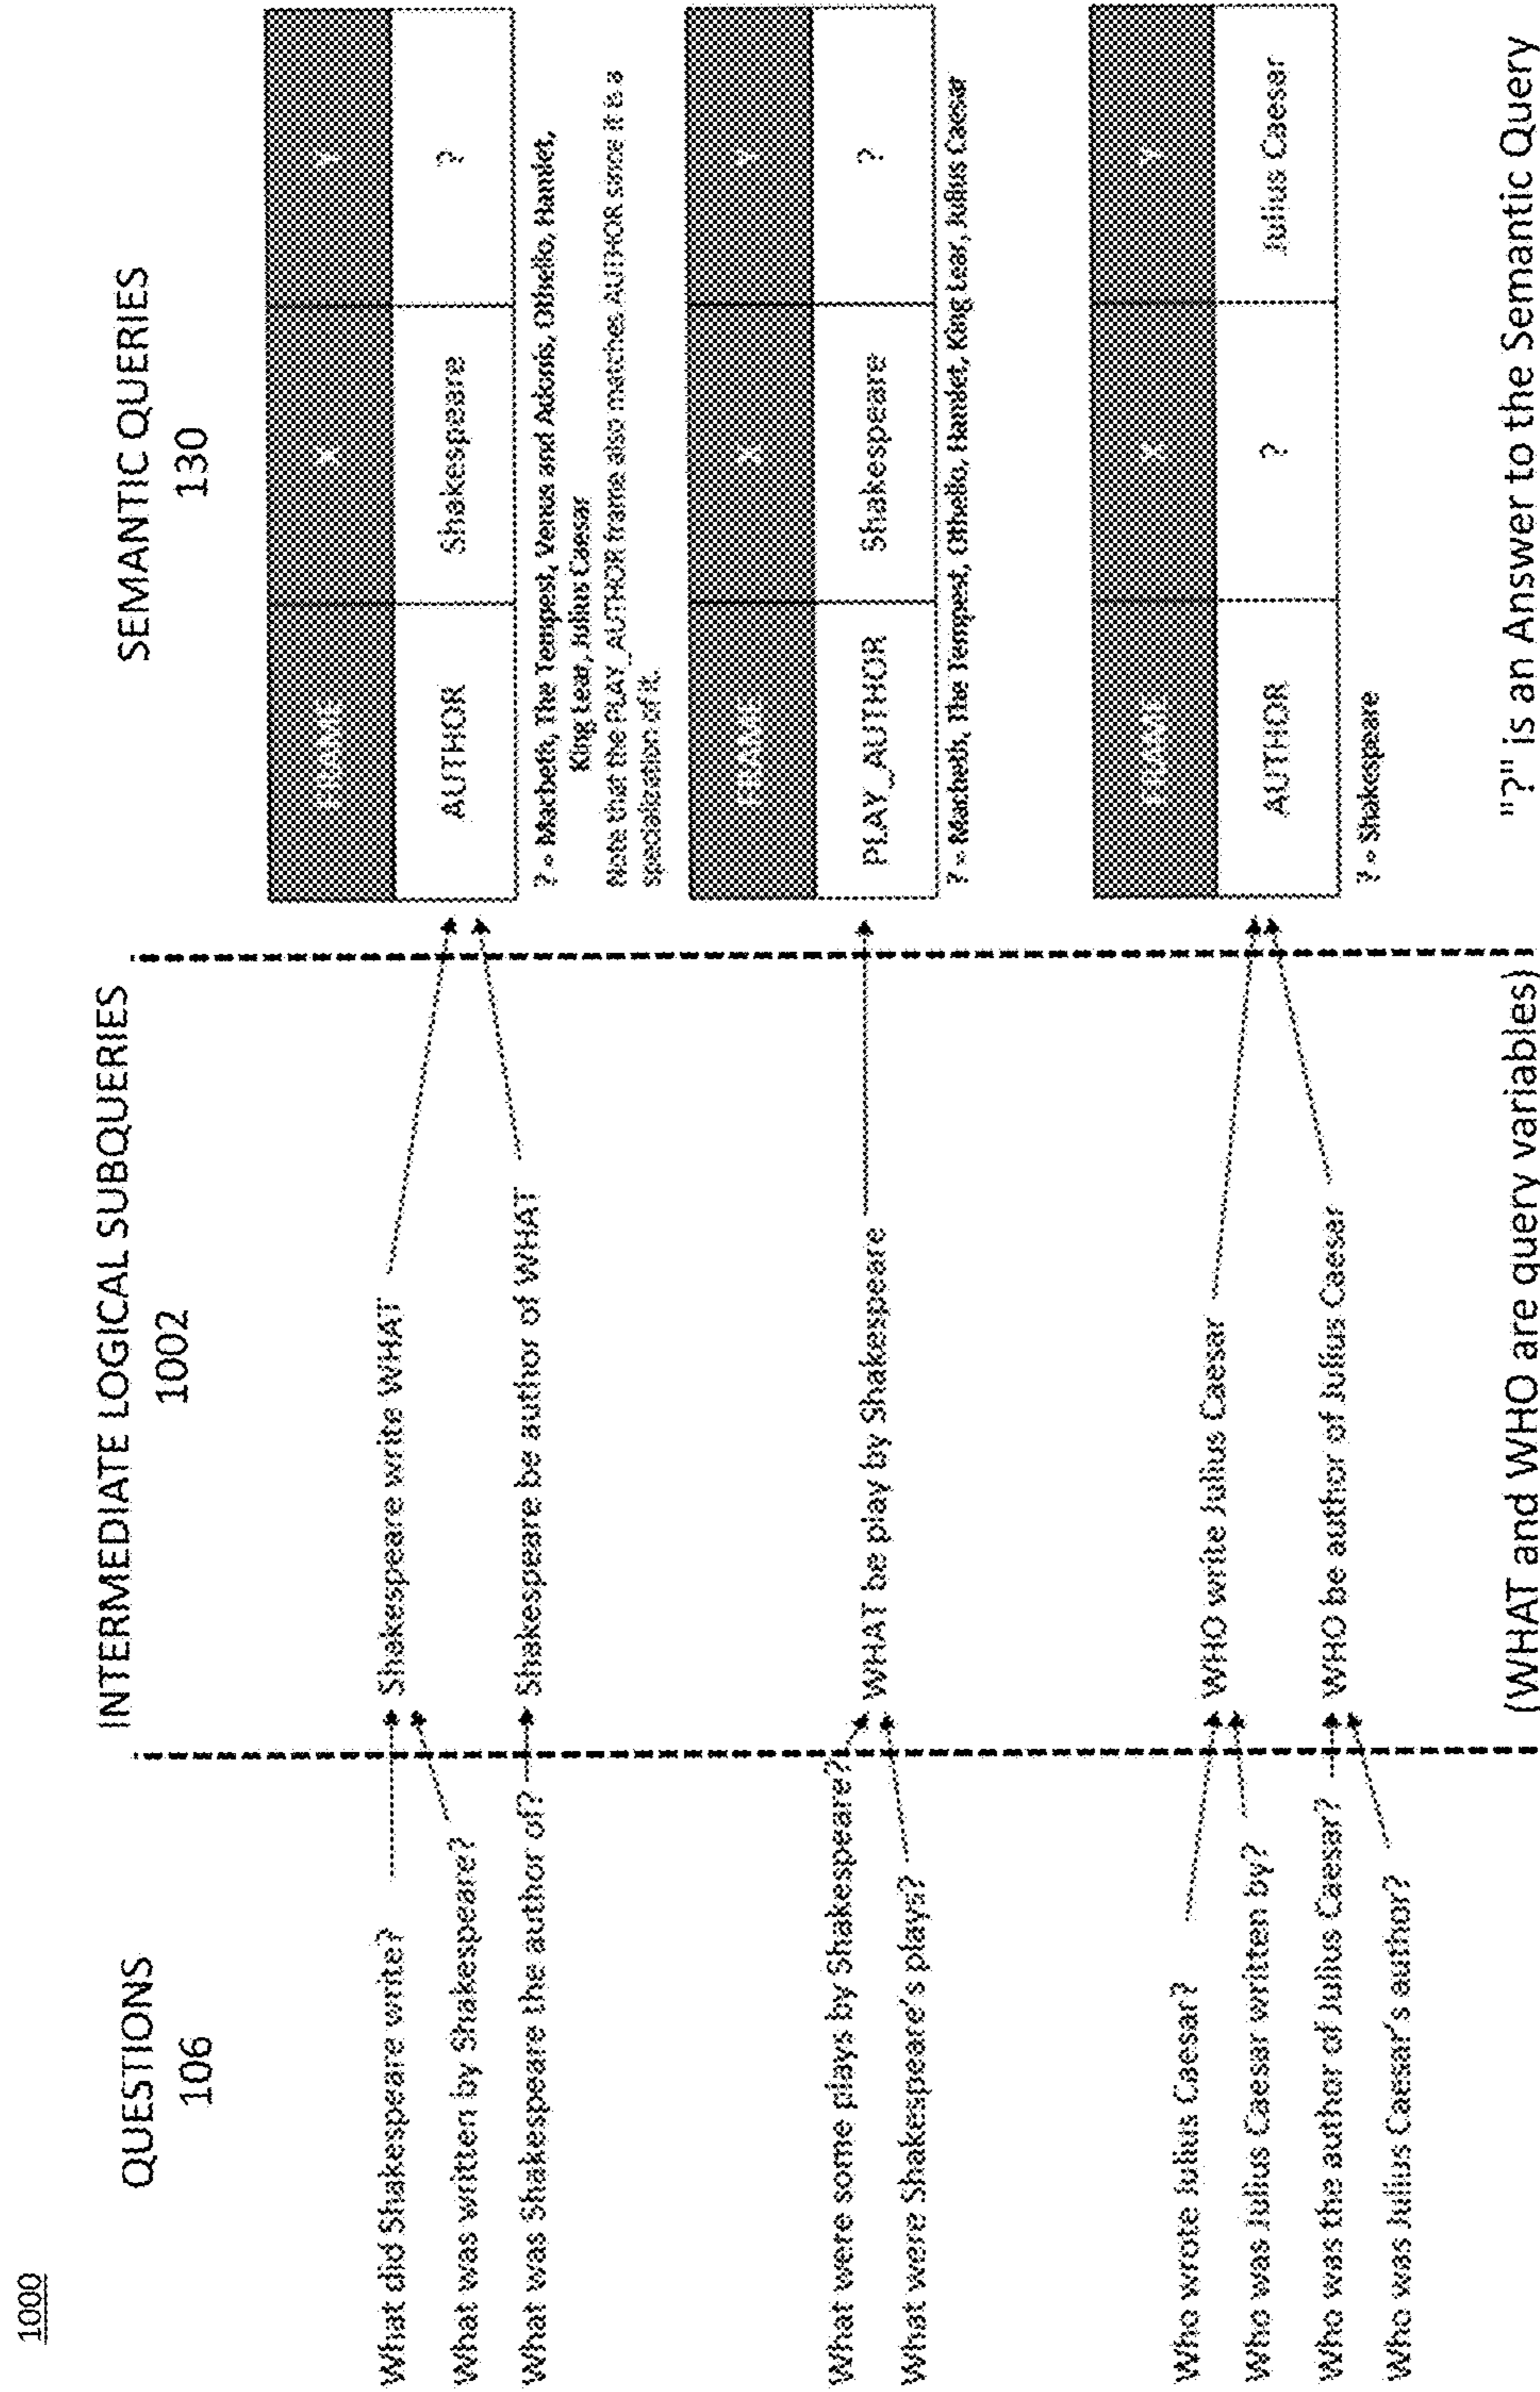 1000
QUESTIONS
106
INTERMEDIATE LOGICAL SUBQUERIES
1002
SEMANTIC QUERIES
130
What did Shakespeare write?
What was written by Shakespeare?
What was Shakespeare the author of?
Shakespeare write WHAT
Shakespeare be author of WHAT
FRAME X Y
AUTHOR Shakespeare ?
? = Macbeth, The Tempest, Venus and Adonis, Othello, Hamlet,
King Lear, Julius Caesar
Note that the PLAY_AUTHOR frame also matches AUTHOR since it is a
specialization of it.
What were some plays by Shakespeare?
What were Shakespeare's plays?
WHAT be play by Shakespeare
FRAME X Y
PLAY_AUTHOR Shakespeare ?
? = Macbeth, The Tempest, Othello, Hamlet, King Lear, Julius Caesar
Who wrote Julius Caesar?
Who was Julius Caesar written by?
Who was the author of Julius Caesar?
Who was Julius Caesar's author?
WHO write Julius Caesar
WHO be author of Julius Caesar
FRAME X Y
AUTHOR ? Julius Caesar
? = Shakespeare
(WHAT and WHO are query variables)
"?" is an Answer to the Semantic Query